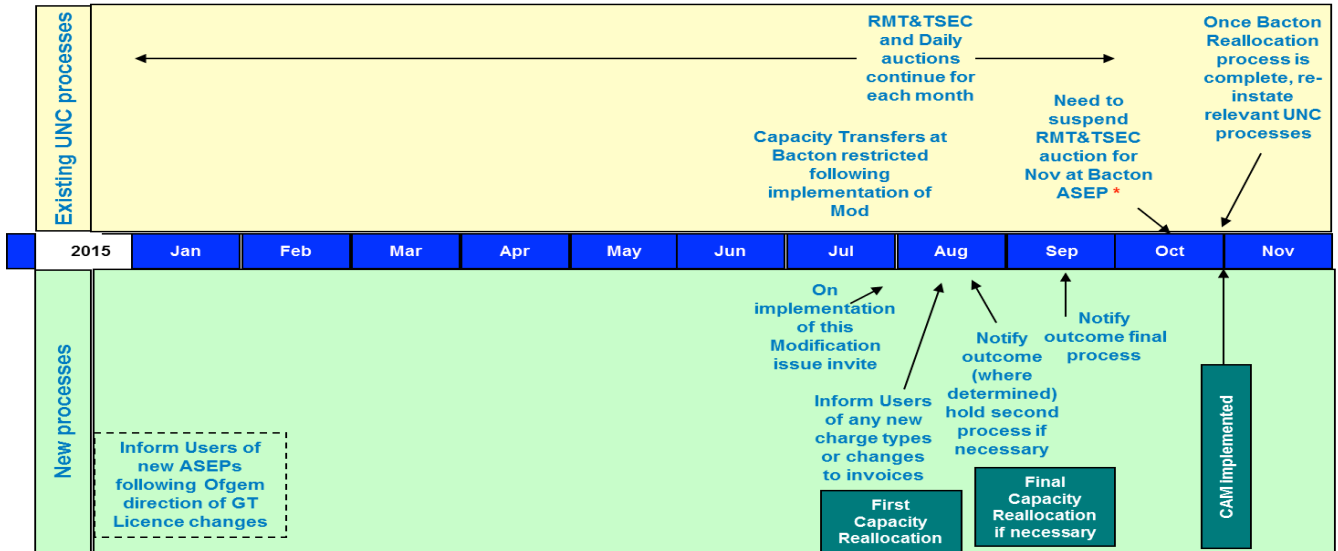 Existing UNC processes
RMT&TSEC
and Daily
auctions
continue for
each month
Once Bacton
Reallocation
process is
complete, re-
instate
relevant UNC
processes
Need to
suspend
RMT&TSEC
auction for
Nov at Bacton
ASEP *
Capacity Transfers at
Bacton restricted
following
implementation of
Mod
2015 Jan Feb Mar Apr May Jun Jul Aug Sep Oct Nov
New processes
Inform Users of
new ASEPs
following Ofgem
direction of GT
Licence changes
On
implementation
of this
Modification
issue invite
Inform Users
of any new
charge types
or changes
to invoices
Notify
outcome
(where
determined)
hold second
process if
necessary
Notify
outcome final
process
First
Capacity
Reallocation
Final
Capacity
Reallocation
if necessary
CAM Implemented